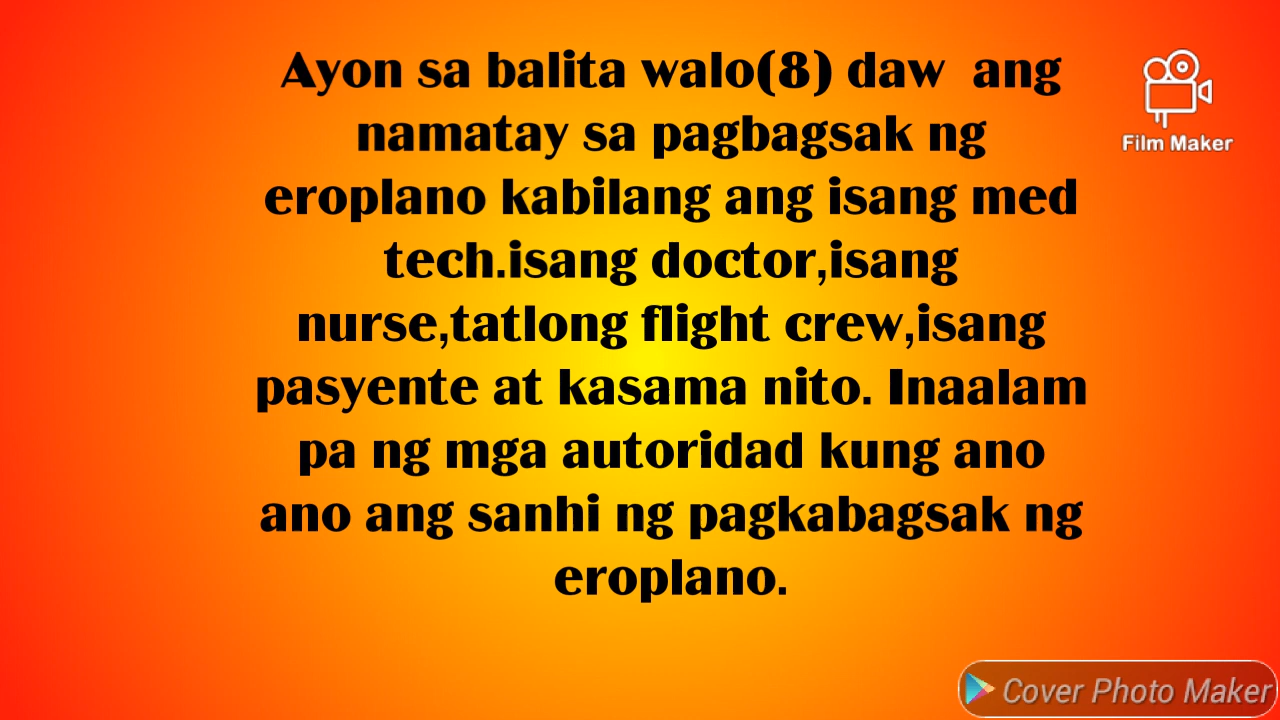 Ayon sa balita walo(8) daw  ang
namatay sa pagbagsak ng
eroplano kabilang ang isang med
tech.isang doctor,isang
nurse,tatlong flight crew,isang
pasyente at kasama nito. Inaalam
pa ng mga autoridad kung ano
ano ang sanhi ng pagkabagsak ng
eroplano.
Film Maker
Cover Photo Maker